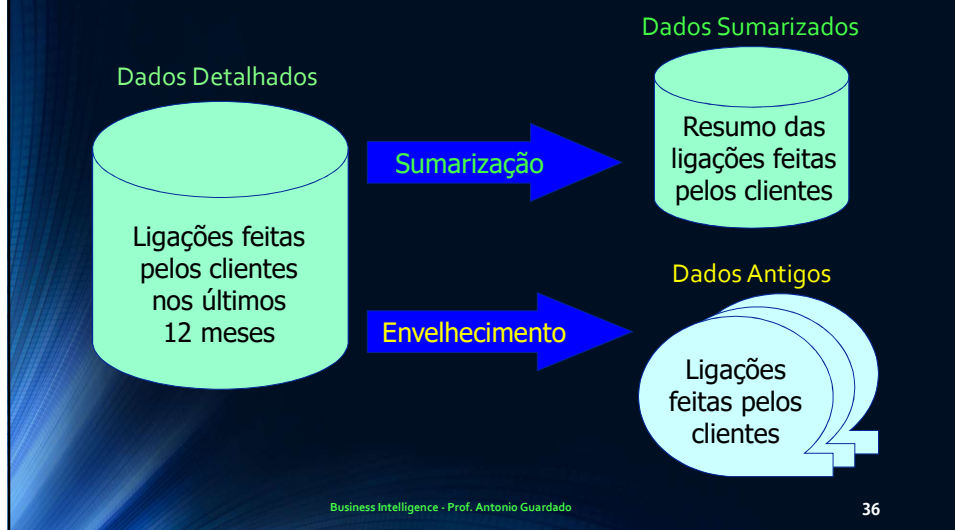 Dados Sumarizados
Dados Detalhados
Resumo das
ligações feitas
pelos clientes
Sumarização
Ligações feitas
pelos clientes
nos últimos
12 meses
Dados Antigos
Envelhecimento
Ligações
feitas pelos
clientes
Business Intelligence - Prof. Antonio Guardado
36